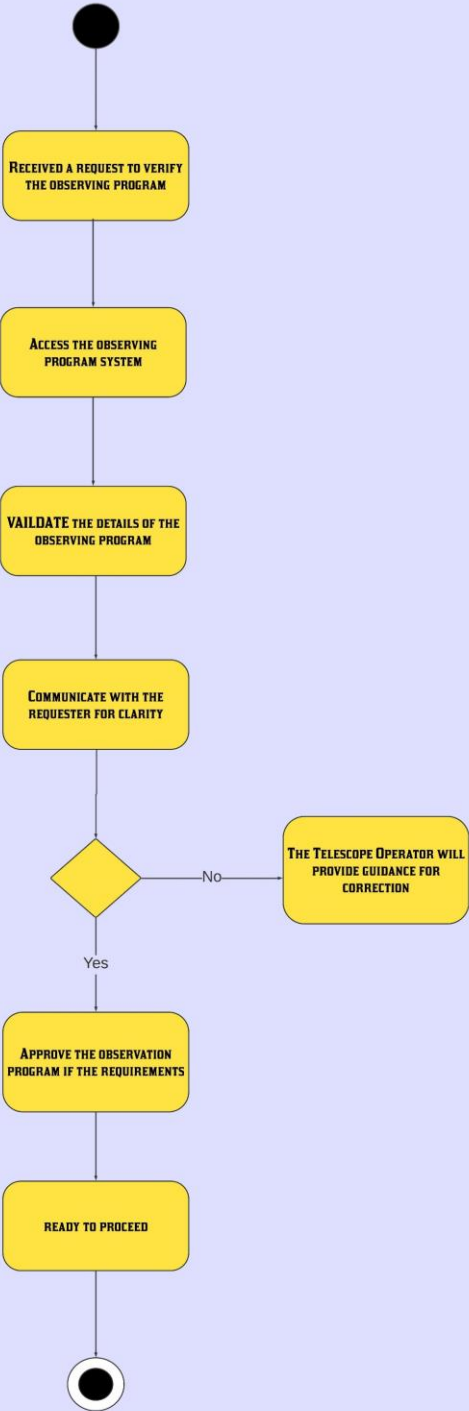 Received a request to verify
the observing program
Access the observing
program system
VAILDATE the details of the
observing program
Communicate with the
requester for clarity
The Telescope Operator will
provide guidance for
correction
No
Yes
Approve the observation
program if the requirements
ready to proceed